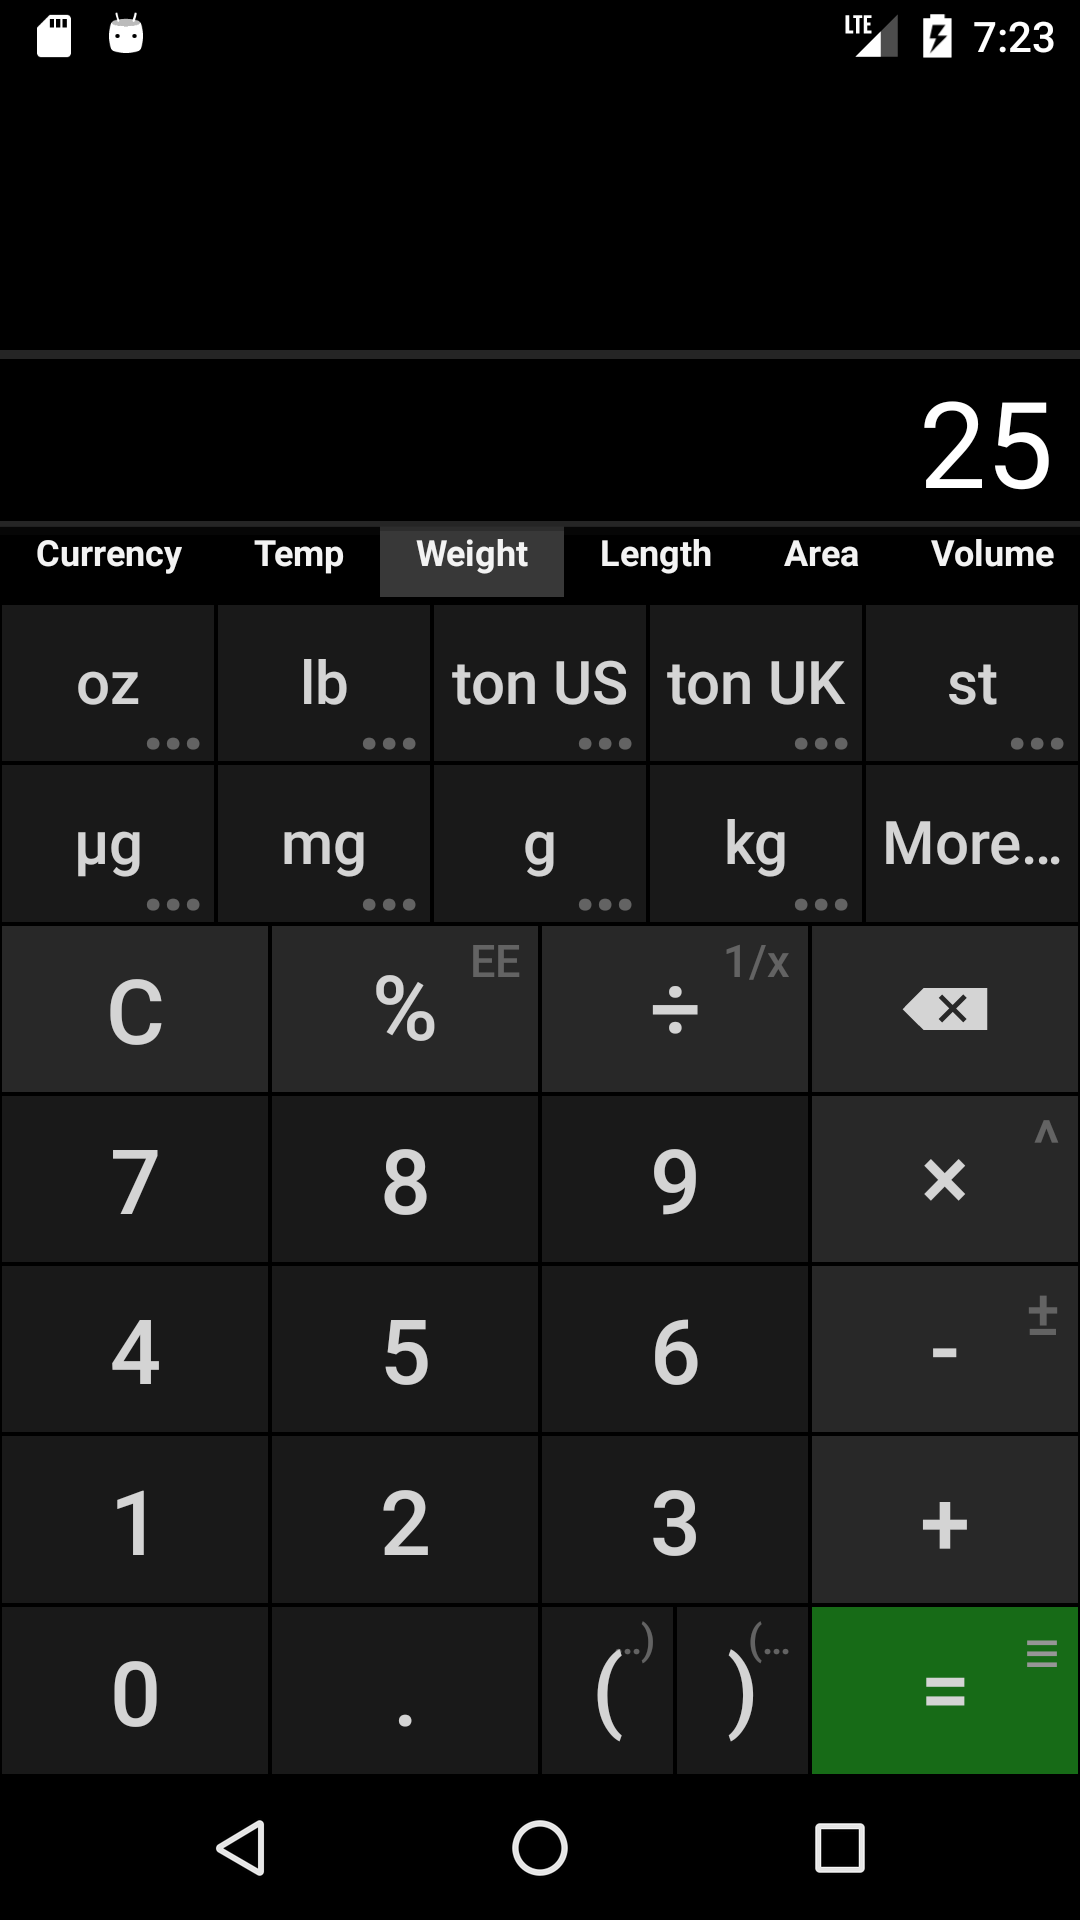 LTE 7:23
25
Currency Temp Weight Length Area Volume
oz lb ton US ton UK st
µg mg g kg More...
C % EE ÷ 1/x
7 8 9 × ^
4 5 6 - ±
1 2 3 +
0 . ( ..) ) (... =